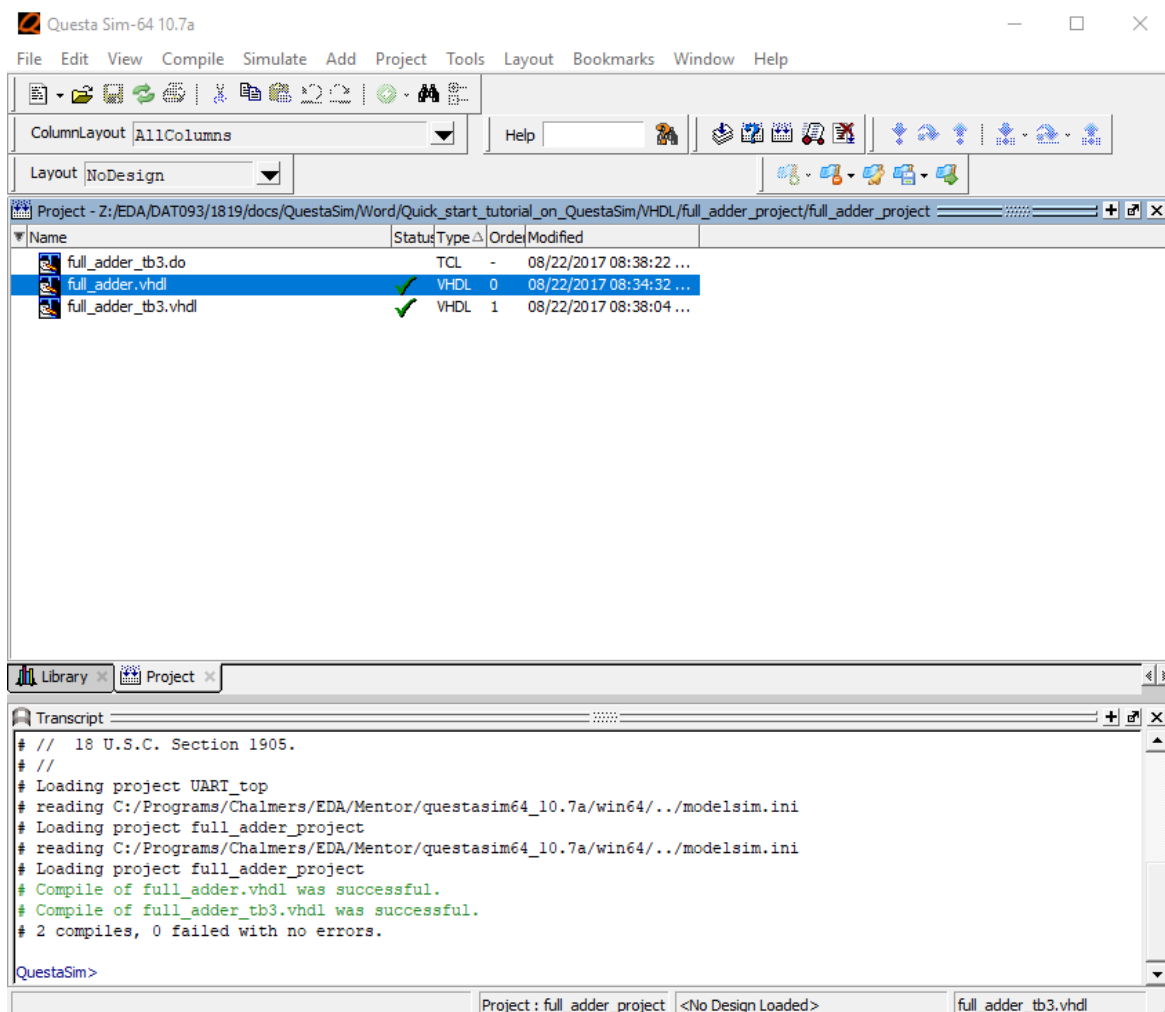 Questa Sim-64 10.7a
File Edit View Compile Simulate Add Project Tools Layout Bookmarks Window Help
ColumnLayout AllColumns
Help
Layout NoDesign
Project - Z:/EDA/DAT093/1819/docs/QuestaSim/Word/Quick_start_tutorial_on_QuestaSim/VHDL/full_adder_project/full_adder_project
Name Status Type Order Modified
full_adder_tb3.do TCL - 08/22/2017 08:38:22 ...
full_adder.vhdl VHDL 0 08/22/2017 08:34:32 ...
full_adder_tb3.vhdl VHDL 1 08/22/2017 08:38:04 ...
Library Project
Transcript
# // 18 U.S.C. Section 1905.
# //
# Loading project UART_top
# reading C:/Programs/Chalmers/EDA/Mentor/questasim64_10.7a/win64/../modelsim.ini
# Loading project full_adder_project
# reading C:/Programs/Chalmers/EDA/Mentor/questasim64_10.7a/win64/../modelsim.ini
# Loading project full_adder_project
# Compile of full_adder.vhdl was successful.
# Compile of full_adder_tb3.vhdl was successful.
# 2 compiles, 0 failed with no errors.
QuestaSim>
Project : full_adder_project <No Design Loaded> full_adder_tb3.vhdl